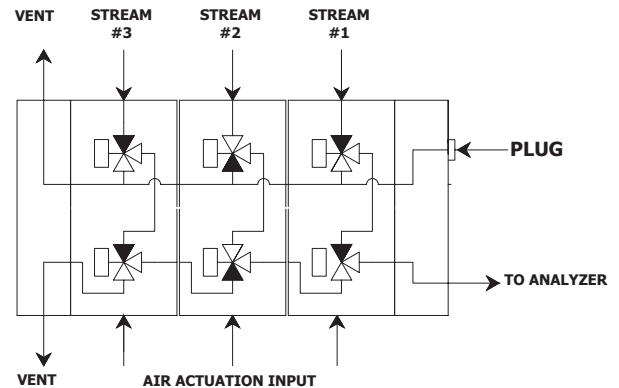 VENT
STREAM
#3
STREAM
#2
STREAM
#1
PLUG
TO ANALYZER
VENT
AIR ACTUATION INPUT